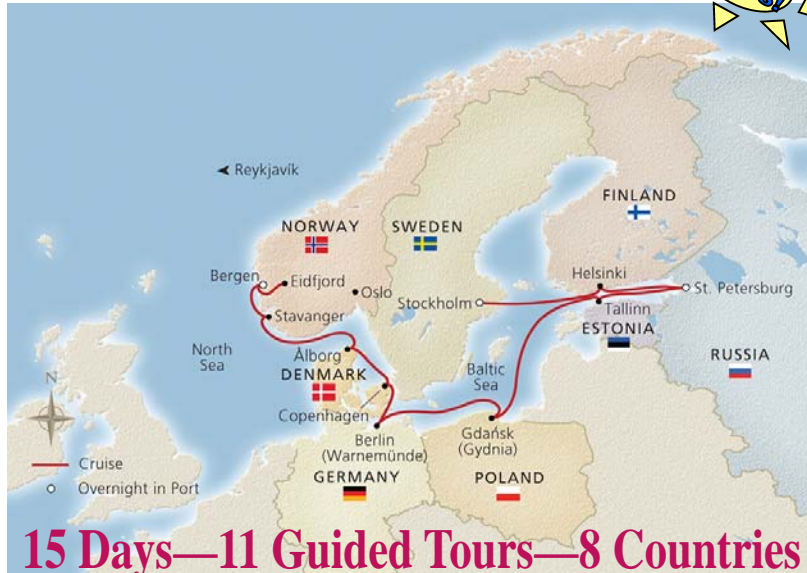 Reykjavík
FINLAND
NORWAY
SWEDEN
Helsinki
Bergen
Eidfjord
Oslo
Stockholm
St. Petersburg
Stavanger
Tallinn
ESTONIA
North
Sea
Ålborg
Baltic
Sea
RUSSIA
N
DENMARK
Copenhagen
Berlin
(Warnemünde)
Gdańsk
(Gydnia)
Cruise
GERMANY
POLAND
Overnight in Port
15 Days—11 Guided Tours—8 Countries